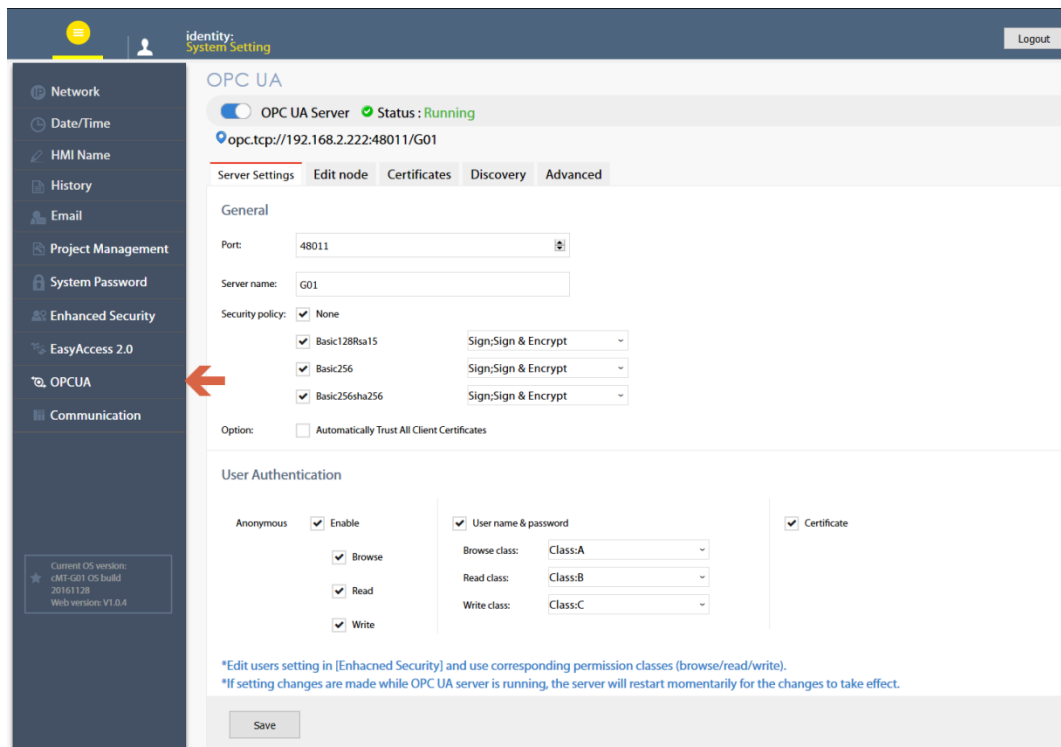 identity:
System Setting
Logout
Network
Date/Time
HMI Name
History
Email
Project Management
System Password
Enhanced Security
EasyAccess 2.0
OPCUA
Communication
Current OS version:
cMT-G01 OS build
20161128
Web version: V1.0.4
OPC UA
OPC UA Server Status : Running
opc.tcp://192.168.2.222:48011/G01
Server Settings Edit node Certificates Discovery Advanced
General
Port: 48011
Server name: G01
Security policy: None
Basic128Rsa15 Sign;Sign & Encrypt
Basic256 Sign;Sign & Encrypt
Basic256sha256 Sign;Sign & Encrypt
Option: Automatically Trust All Client Certificates
User Authentication
Anonymous Enable User name & password Certificate
Browse Browse class: Class:A
Read Read class: Class:B
Write Write class: Class:C
*Edit users setting in [Enhacned Security] and use corresponding permission classes (browse/read/write).
*If setting changes are made while OPC UA server is running, the server will restart momentarily for the changes to take effect.
Save